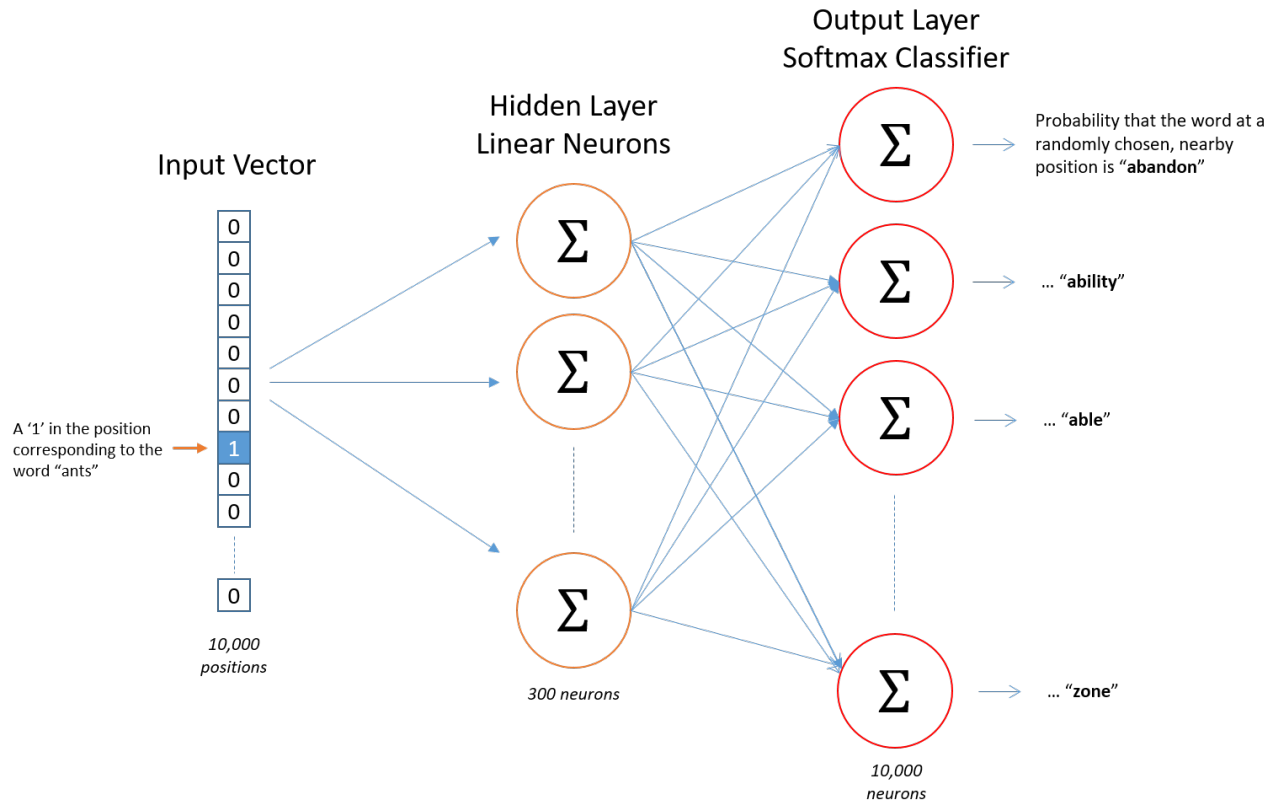 Output Layer
Softmax Classifier
Hidden Layer
Linear Neurons
Input Vector
0
0
0
0
0
0
0
1
0
0
0
A ‘1’ in the position
corresponding to the
word “ants”
10,000
positions
Σ
Σ
Σ
300 neurons
Σ
Σ
Σ
Σ
10,000
neurons
Probability that the word at a
randomly chosen, nearby
position is “abandon”
... “ability”
... “able”
... “zone”